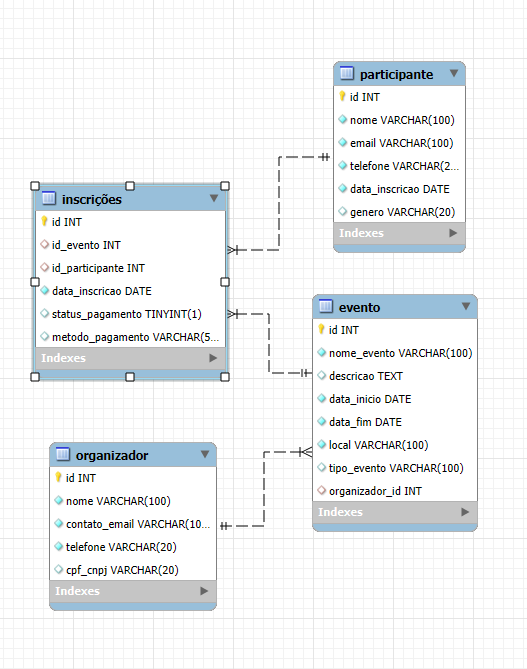 participante
id INT
nome VARCHAR(100)
email VARCHAR(100)
telefone VARCHAR(2...
data_inscricao DATE
genero VARCHAR(20)
Indexes
inscrições
id INT
id_evento INT
id_participante INT
data_inscricao DATE
status_pagamento TINYINT(1)
metodo_pagamento VARCHAR(5...
Indexes
evento
id INT
nome_evento VARCHAR(100)
descricao TEXT
data_inicio DATE
data_fim DATE
local VARCHAR(100)
tipo_evento VARCHAR(100)
organizador_id INT
Indexes
organizador
id INT
nome VARCHAR(100)
contato_email VARCHAR(10...
telefone VARCHAR(20)
cpf_cnpj VARCHAR(20)
Indexes